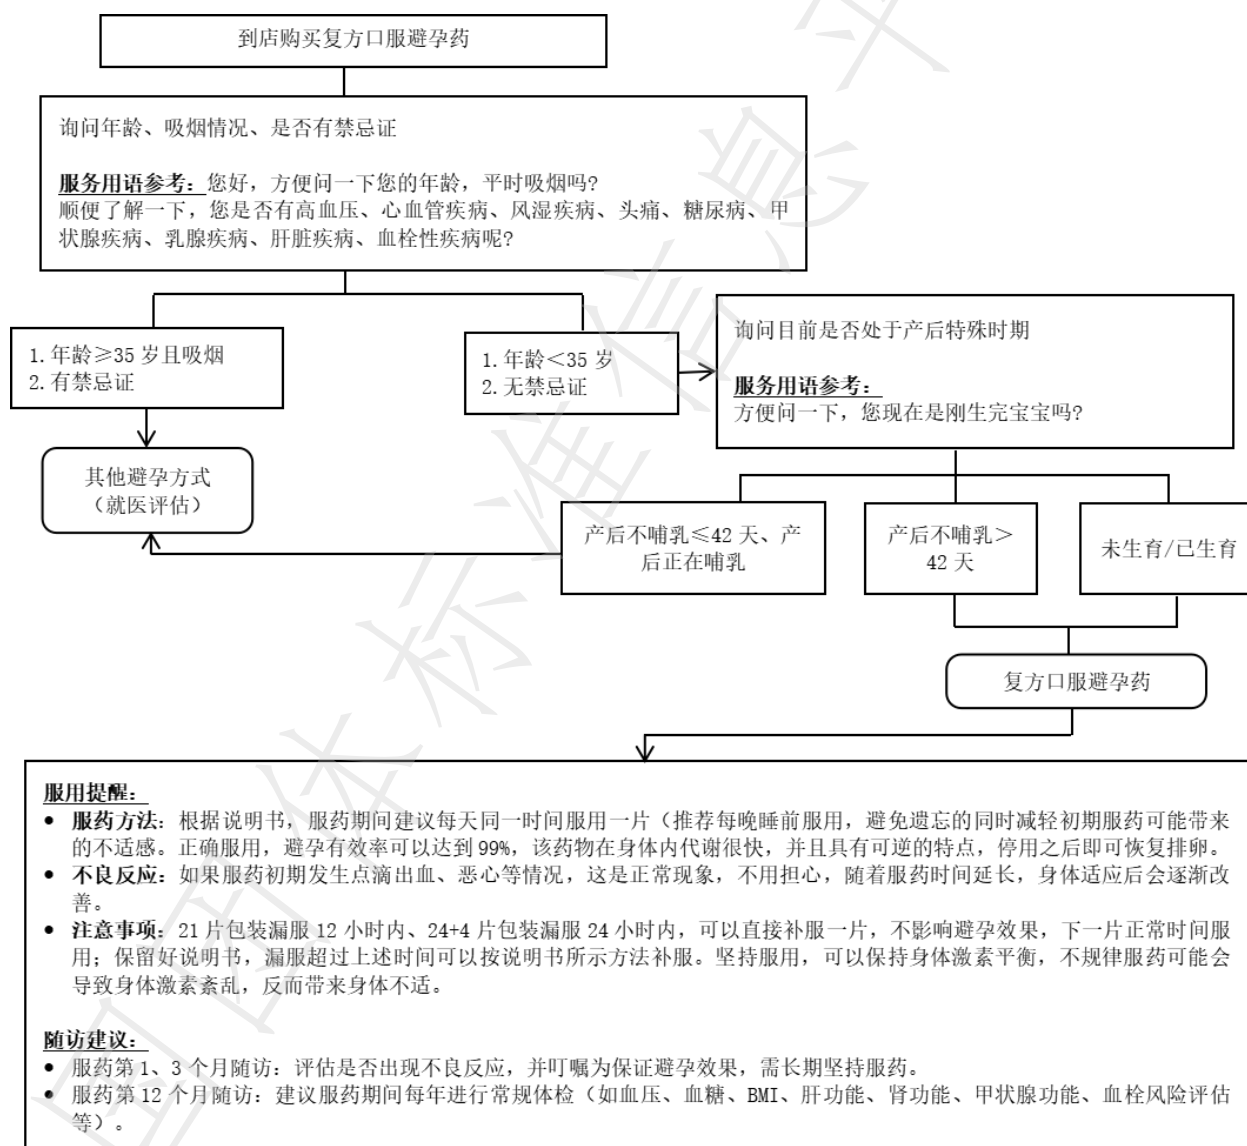 到店购买复方口服避孕药
询问年龄、吸烟情况、是否有禁忌证
服务用语参考：您好，方便问一下您的年龄，平时吸烟吗？
顺便了解一下，您是否有高血压、心血管疾病、风湿疾病、头痛、糖尿病、甲
状腺疾病、乳腺疾病、肝脏疾病、血栓性疾病呢？
1. 年龄≥35 岁且吸烟
2. 有禁忌证
1. 年龄＜35 岁
2. 无禁忌证
询问目前是否处于产后特殊时期
服务用语参考：
方便问一下，您现在是刚生完宝宝吗？
其他避孕方式
（就医评估）
产后不哺乳≤42 天、产
后正在哺乳
产后不哺乳＞
42 天
未生育/已生育
复方口服避孕药
服用提醒：
• 服药方法：根据说明书，服药期间建议每天同一时间服用一片（推荐每晚睡前服用，避免遗忘的同时减轻初期服药可能带来
的不适感。正确服用，避孕有效率可以达到 99%，该药物在身体内代谢很快，并且具有可逆的特点，停用之后即可恢复排卵。
• 不良反应：如果服药初期发生点滴出血、恶心等情况，这是正常现象，不用担心，随着服药时间延长，身体适应后会逐渐改
善。
• 注意事项：21 片包装漏服 12 小时内、24+4 片包装漏服 24 小时内，可以直接补服一片，不影响避孕效果，下一片正常时间服
用；保留好说明书，漏服超过上述时间可以按说明书所示方法补服。坚持服用，可以保持身体激素平衡，不规律服药可能会
导致身体激素紊乱，反而带来身体不适。
随访建议：
• 服药第 1、3 个月随访：评估是否出现不良反应，并叮嘱为保证避孕效果，需长期坚持服药。
• 服药第 12 个月随访：建议服药期间每年进行常规体检（如血压、血糖、BMI、肝功能、肾功能、甲状腺功能、血栓风险评估
等）。
团体标准信息平